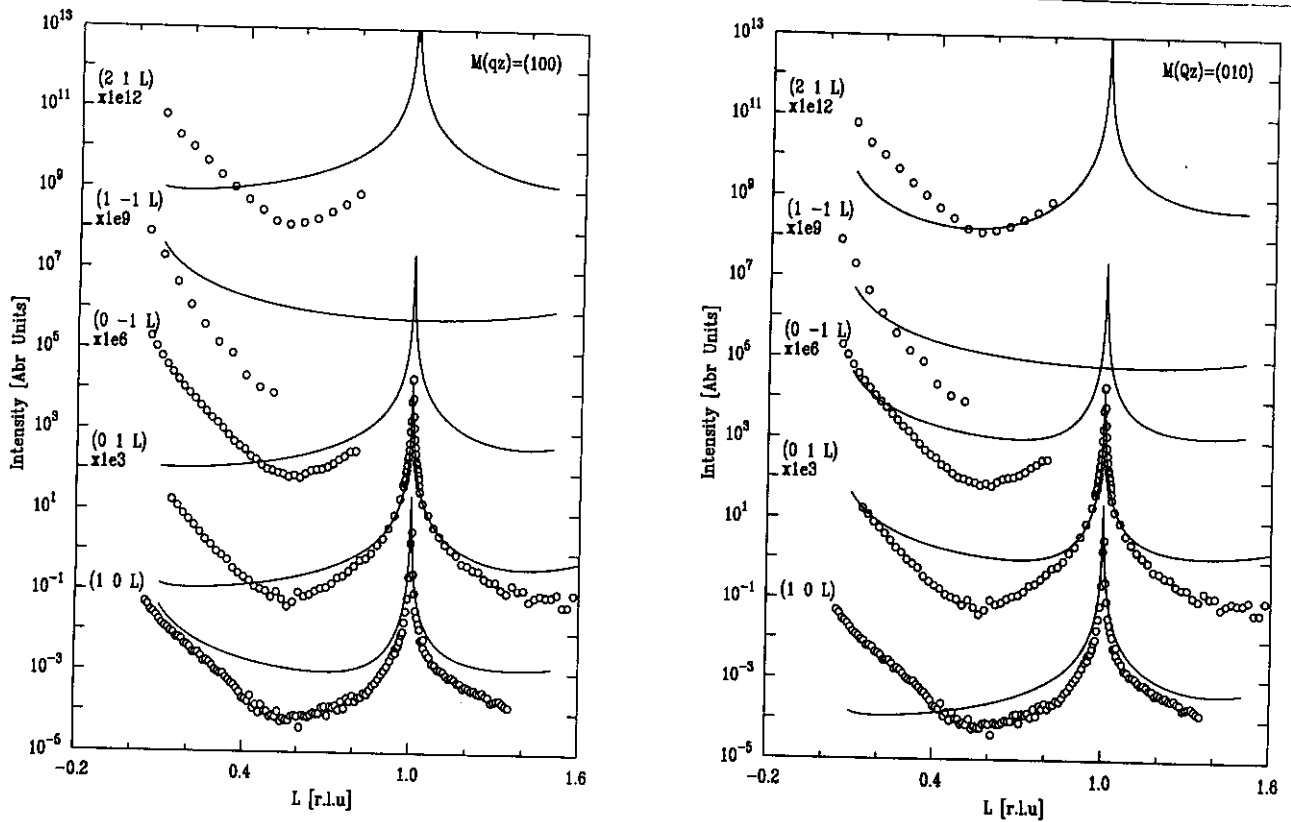 10^13
10^11
10^9
10^7
10^5
10^3
10^1
10^-1
10^-3
10^-5
Intensity [Abr Units]
M(qz)=(100)
(2 1 L)
x1e12
(1 -1 L)
x1e9
(0 -1 L)
x1e6
(0 1 L)
x1e3
(1 0 L)
-0.2
0.4
1.0
1.6
L [r.l.u]
10^13
10^11
10^9
10^7
10^5
10^3
10^1
10^-1
10^-3
10^-5
Intensity [Abr Units]
M(Qz)=(010)
(2 1 L)
x1e12
(1 -1 L)
x1e9
(0 -1 L)
x1e6
(0 1 L)
x1e3
(1 0 L)
-0.2
0.4
1.0
1.6
L [r.l.u]